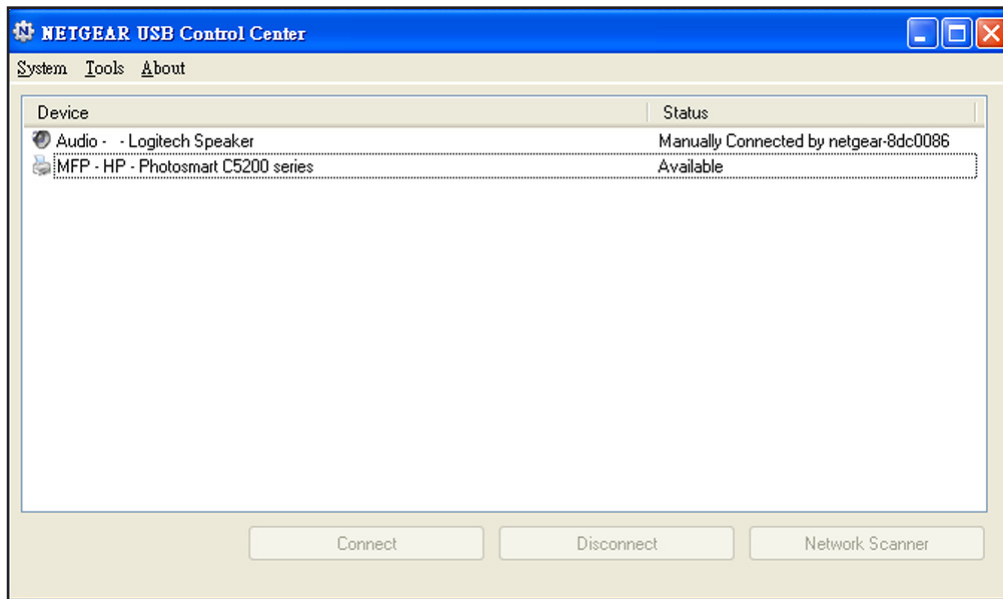 NETGEAR USB Control Center
System Tools About
Device Status
Audio - - Logitech Speaker Manually Connected by netgear-8dc0086
MFP - HP - Photosmart C5200 series Available
Connect Disconnect Network Scanner